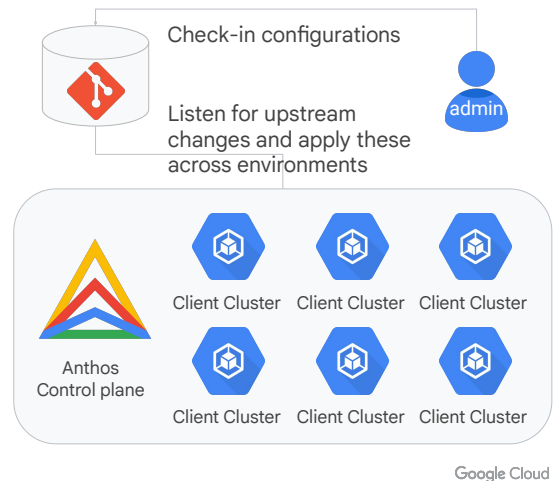 Check-in configurations
admin
Listen for upstream
changes and apply these
across environments
Anthos
Control plane
Client Cluster
Client Cluster
Client Cluster
Client Cluster
Client Cluster
Client Cluster
Google Cloud